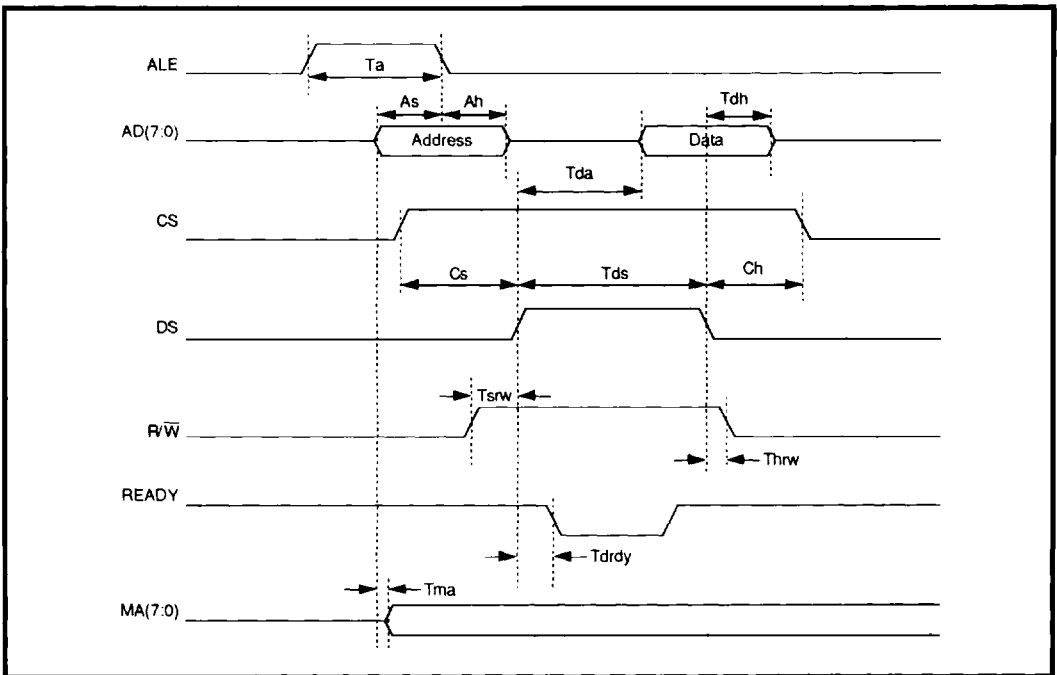 ALE
Ta
As Ah Tdh
AD(7:0) Address Data
Tda
CS
Cs Tds Ch
DS
Tsrw
R/W̅
Thrw
READY
Tdrdy
Tma
MA(7:0)